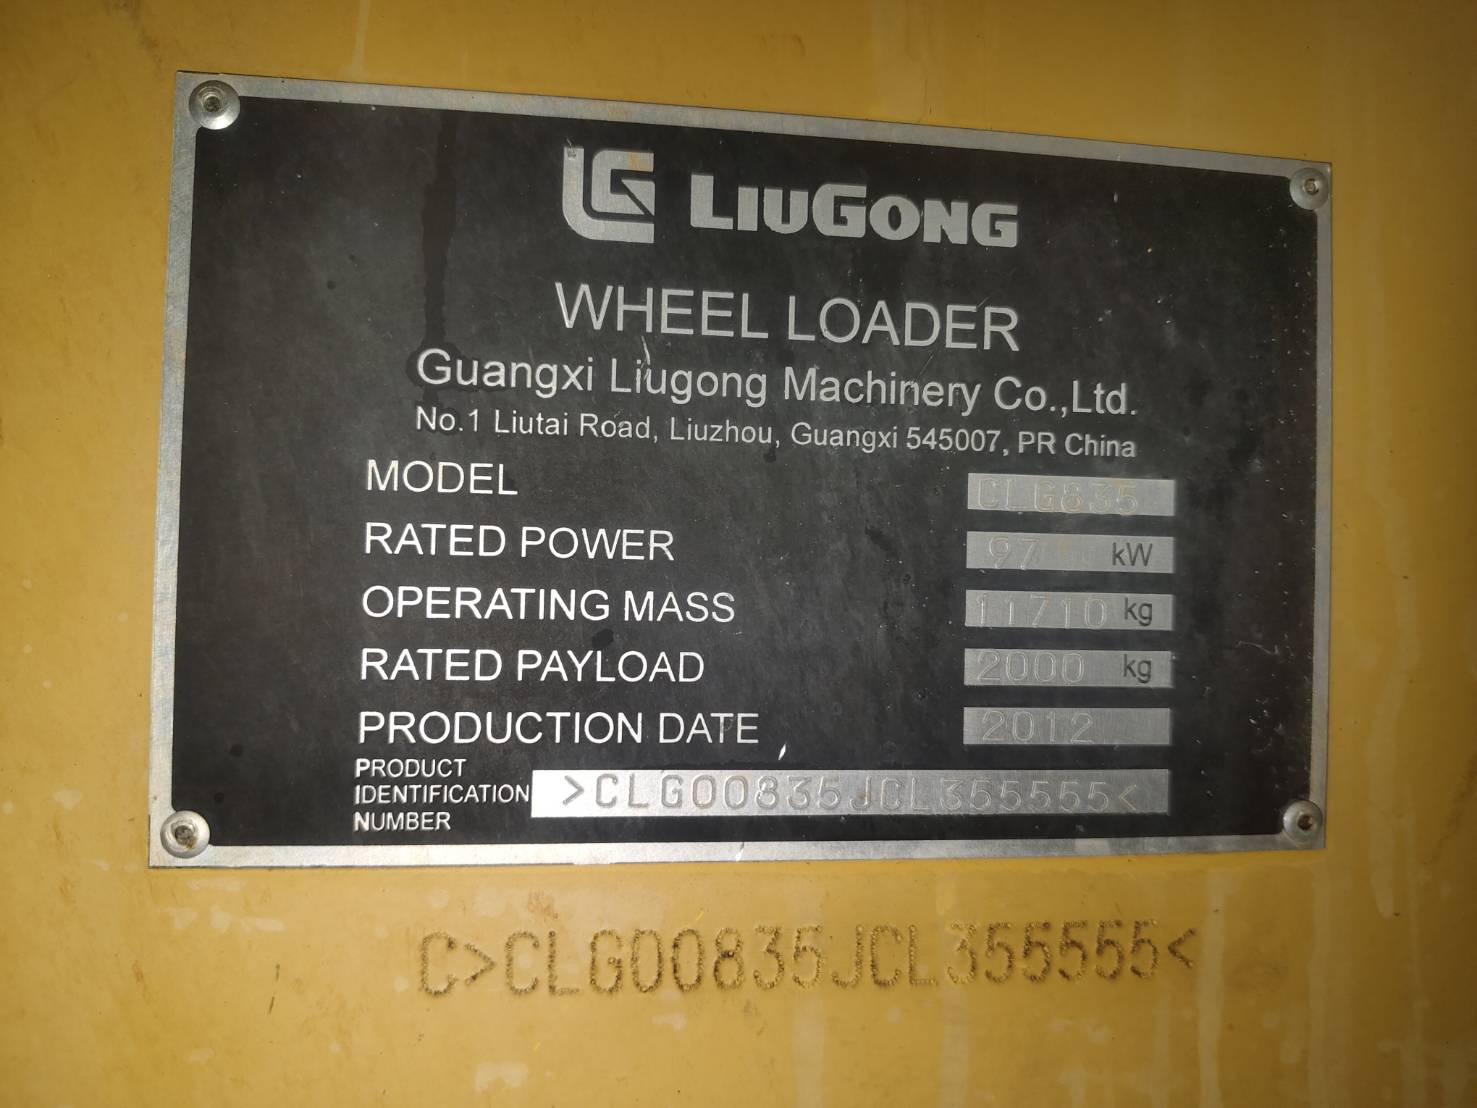 LG LIUGONG
WHEEL LOADER
Guangxi Liugong Machinery Co.,Ltd.
No.1 Liutai Road, Liuzhou, Guangxi 545007, PR China
MODEL CLG835
RATED POWER 97 kW
OPERATING MASS 11710 kg
RATED PAYLOAD 2000 kg
PRODUCTION DATE 2012
PRODUCT
IDENTIFICATION
NUMBER
>CLG00835JCL355555<
C>CLG00835JCL355555<